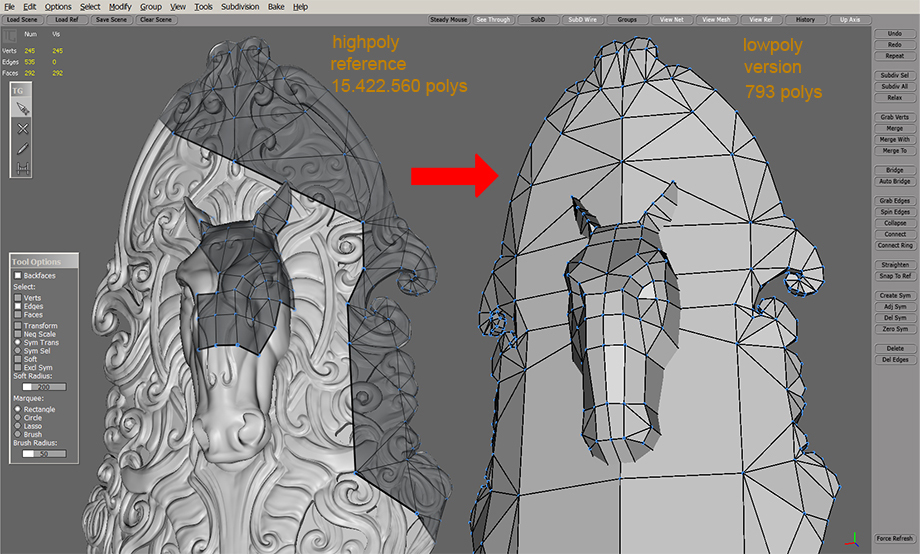 File Edit Options Select Modify Group View Tools Subdivision Bake Help
Load Scene Load Ref Save Scene Clear Scene Steady Mouse See Through SubD SubD Wire Groups View Net View Mesh View Ref History Up Axis
Num Vis
Verts 245 245
Edges 535 0
Faces 292 292
TG
highpoly
reference
15.422.560 polys
lowpoly
version
793 polys
Tool Options
Backfaces
Select:
Verts
Edges
Faces
Transform
Neg Scale
Sym Trans
Sym Sel
Soft
Excl Sym
Soft Radius:
200
Marquee:
Rectangle
Circle
Lasso
Brush
Brush Radius:
50
Undo
Redo
Repeat
Subdiv Sel
Subdiv All
Relax
Grab Verts
Merge
Merge With
Merge To
Bridge
Auto Bridge
Grab Edges
Spin Edges
Collapse
Connect
Connect Ring
Straighten
Snap To Ref
Create Sym
Adj Sym
Del Sym
Zero Sym
Delete
Del Edges
Force Refresh